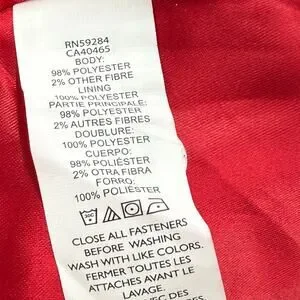 RN59284
CA40465
BODY:
98% POLYESTER
2% OTHER FIBRE
LINING
100% POLYESTER
PARTIE PRINCIPALE:
98% POLYESTER
2% AUTRES FIBRES
DOUBLURE:
100% POLYESTER
CUERPO:
98% POLIÉSTER
2% OTRA FIBRA
FORRO:
100% POLIÉSTER
CLOSE ALL FASTENERS
BEFORE WASHING
WASH WITH LIKE COLORS.
FERMER TOUTES LES
ATTACHES AVANT LE
LAVAGE.
AVEC DES